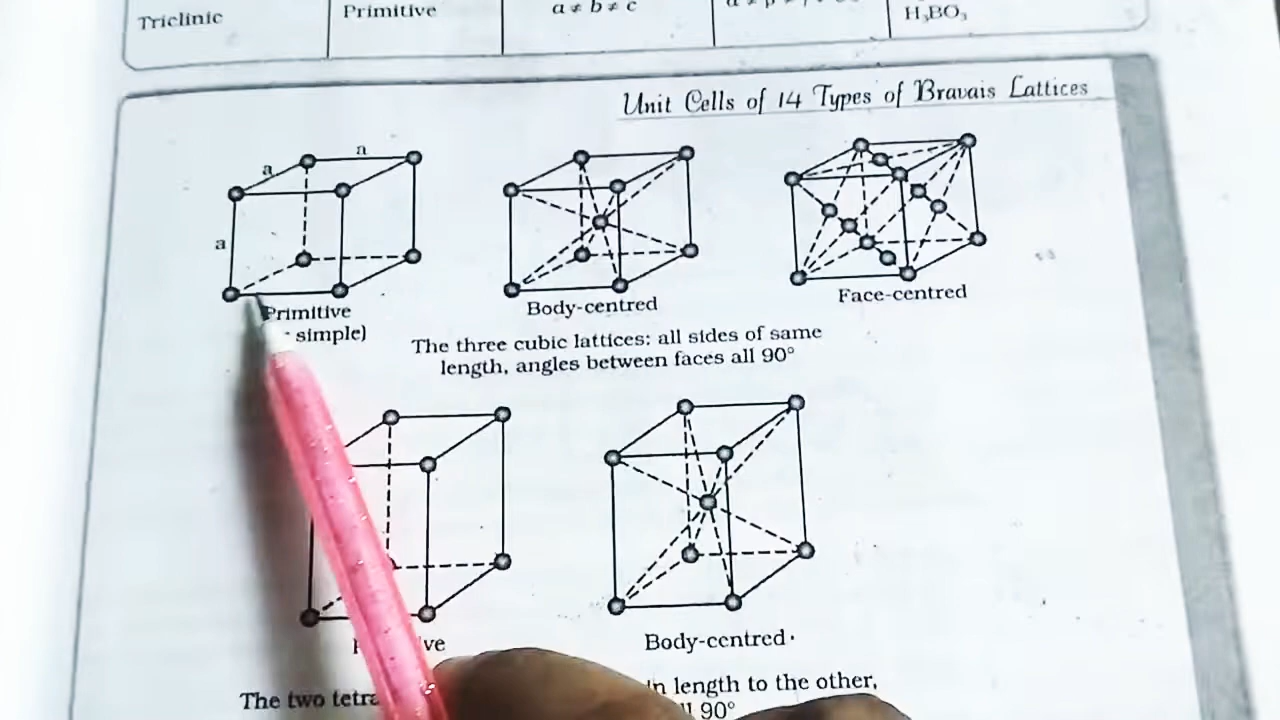 Triclinic
Primitive
a ≠ b ≠ c
H₃BO₃
Unit Cells of 14 Types of Bravais Lattices
a
a
a
Primitive
simple)
Body-centred
Face-centred
The three cubic lattices: all sides of same
length, angles between faces all 90°
ve
Body-centred
The two tetra
in length to the other,
90°